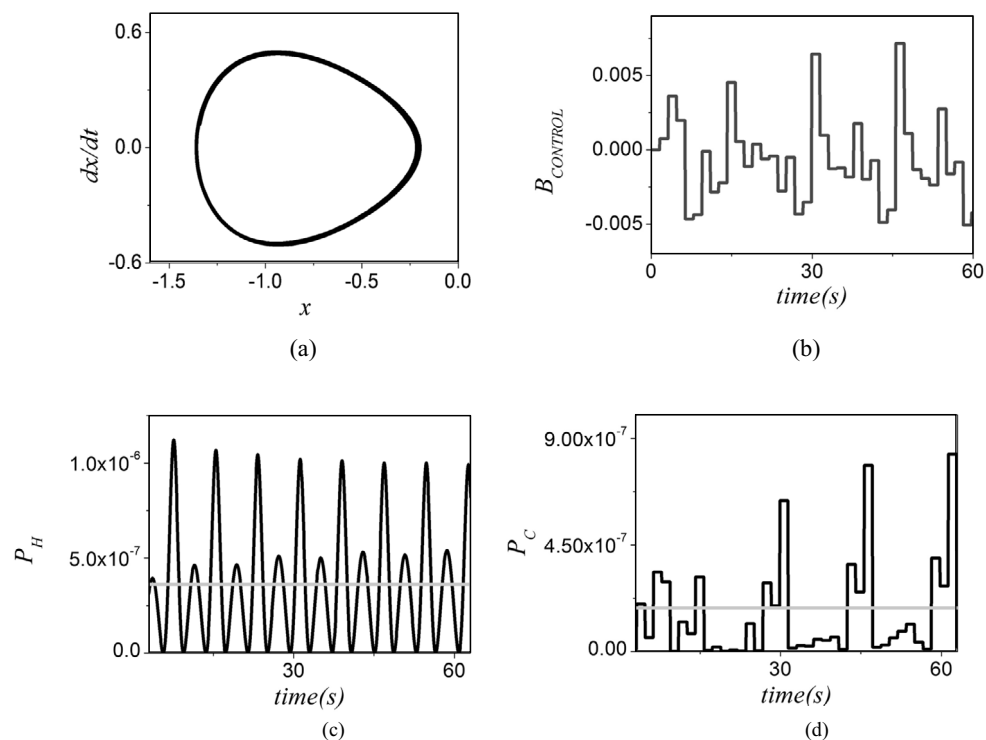 0.6
0.0
-0.6
dx/dt
-1.5
-1.0
-0.5
0.0
x
(a)
0.005
0.000
-0.005
B_CONTROL
0
30
60
time(s)
(b)
1.0x10^-6
5.0x10^-7
0.0
P_H
30
60
time(s)
(c)
9.00x10^-7
4.50x10^-7
0.00
P_C
30
60
time(s)
(d)